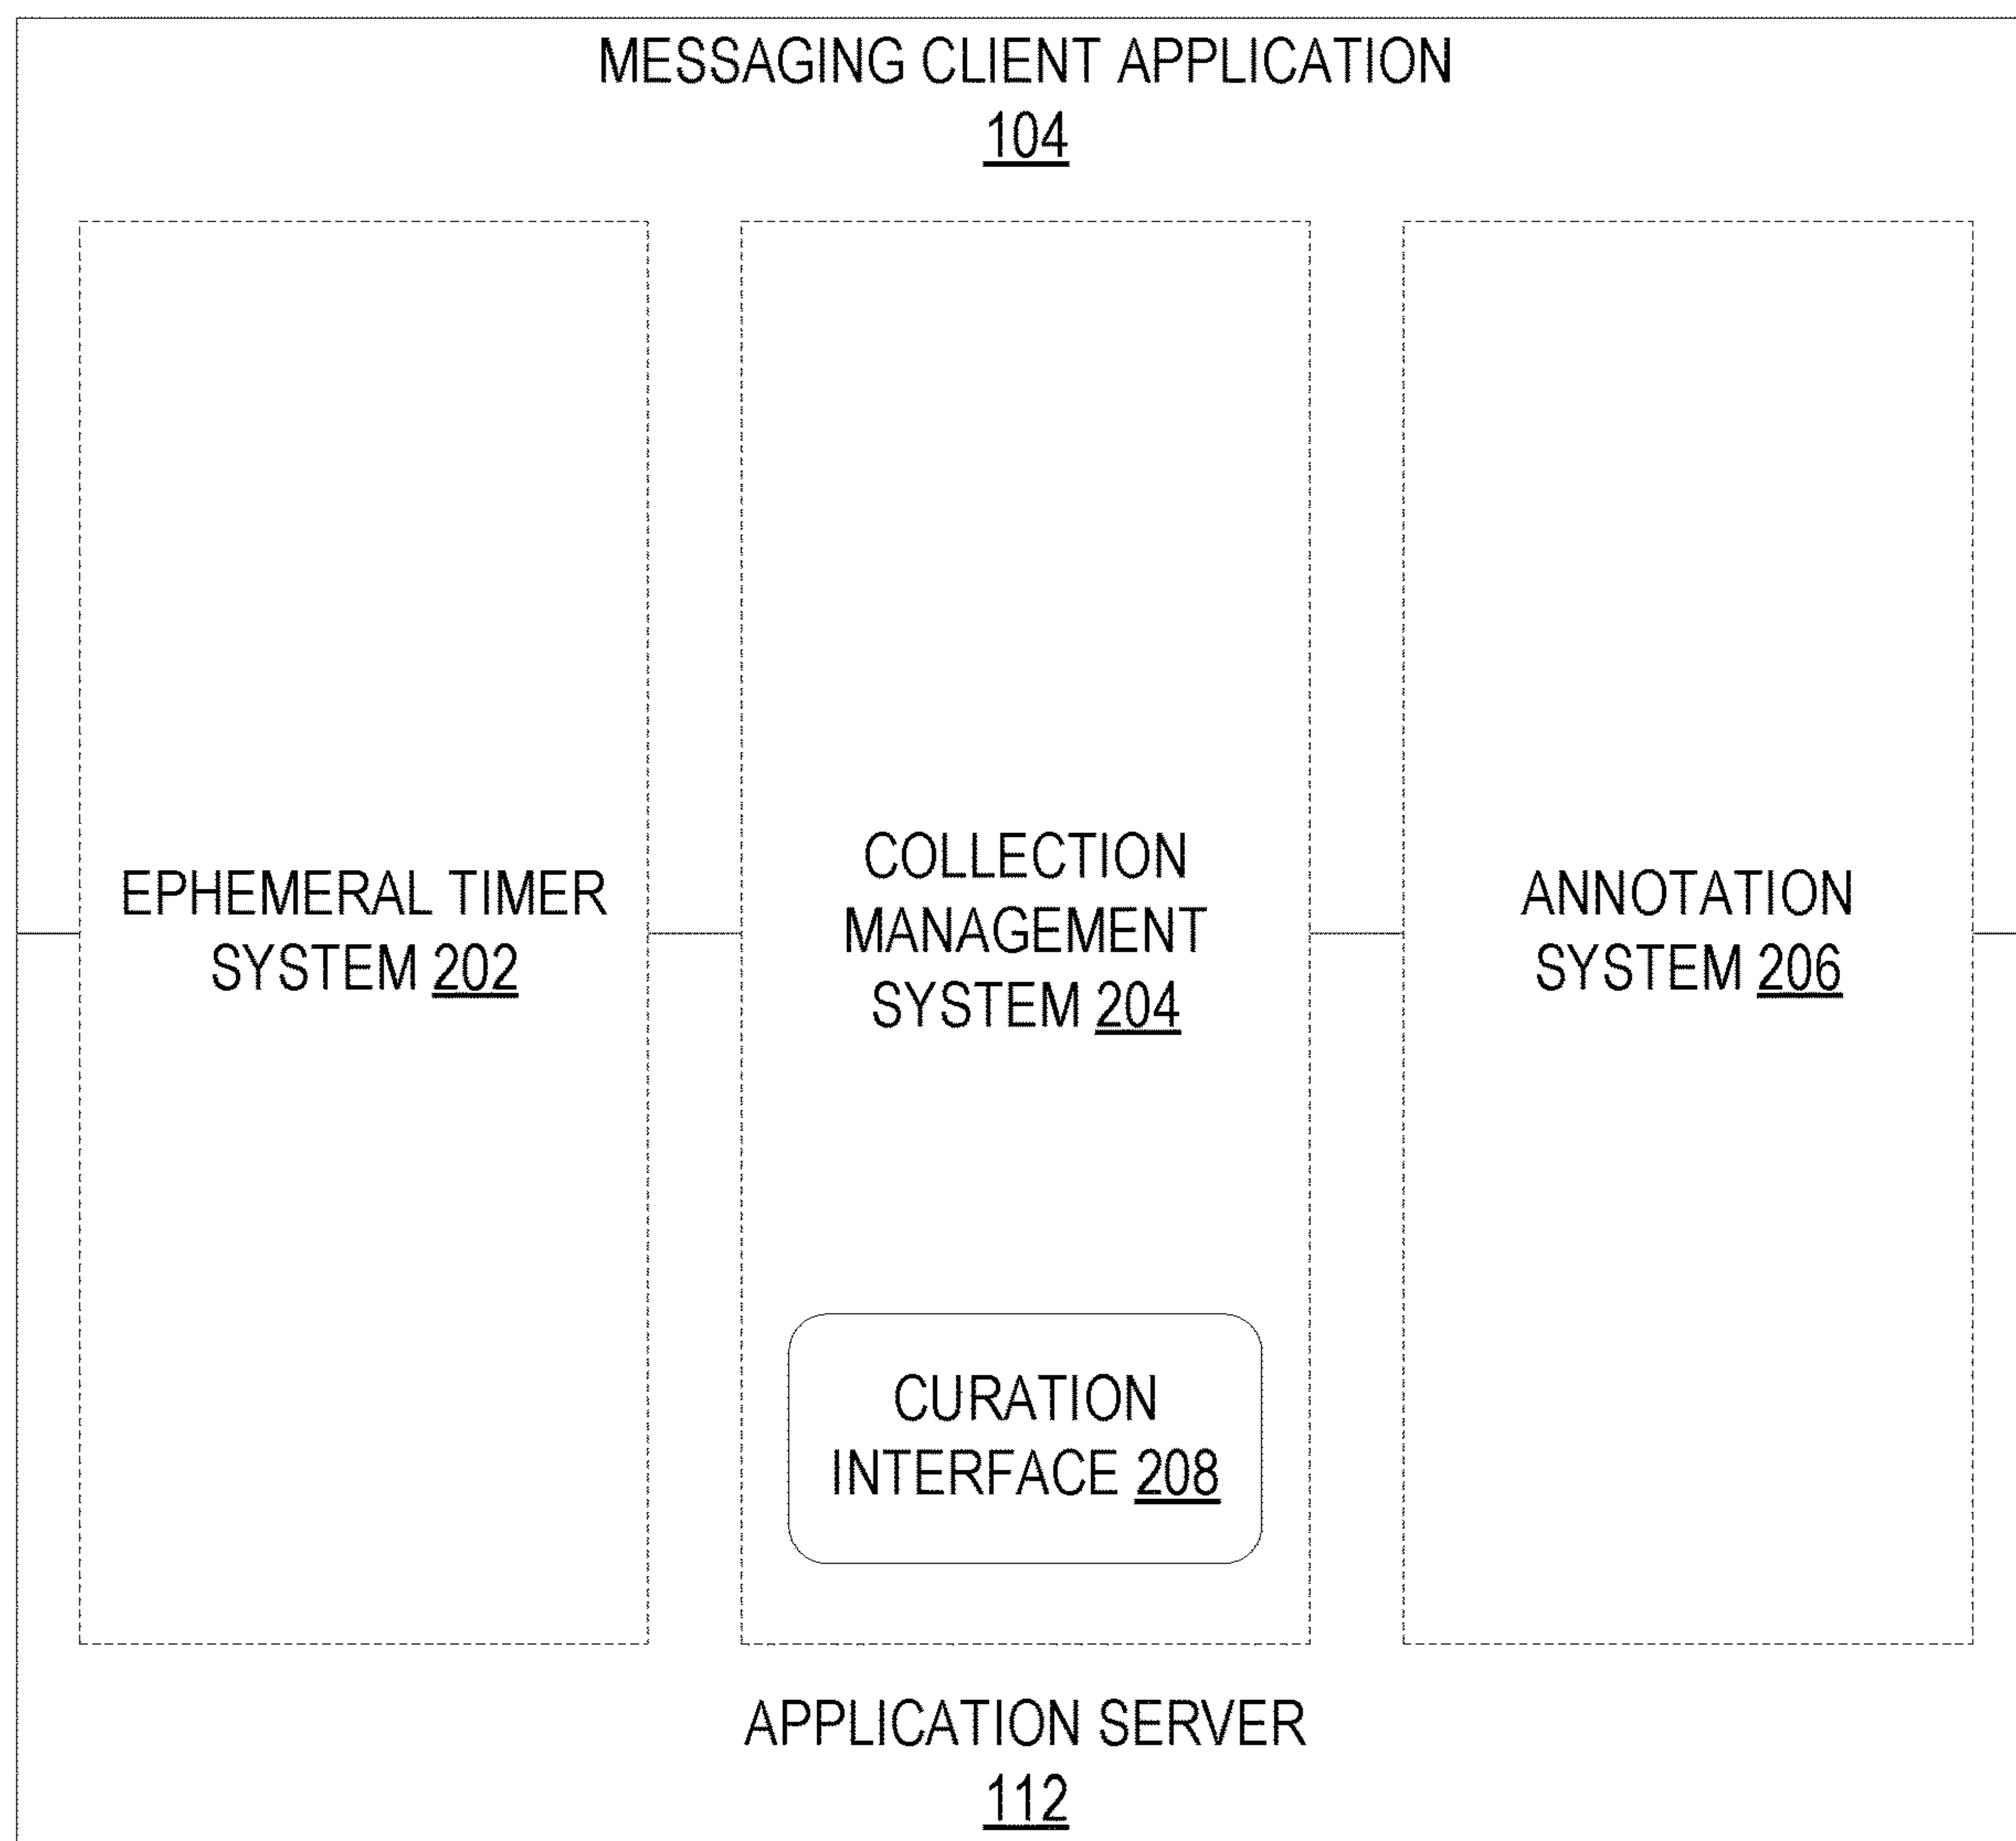 MESSAGING CLIENT APPLICATION
104
EPHEMERAL TIMER
SYSTEM 202
COLLECTION
MANAGEMENT
SYSTEM 204
ANNOTATION
SYSTEM 206
CURATION
INTERFACE 208
APPLICATION SERVER
112